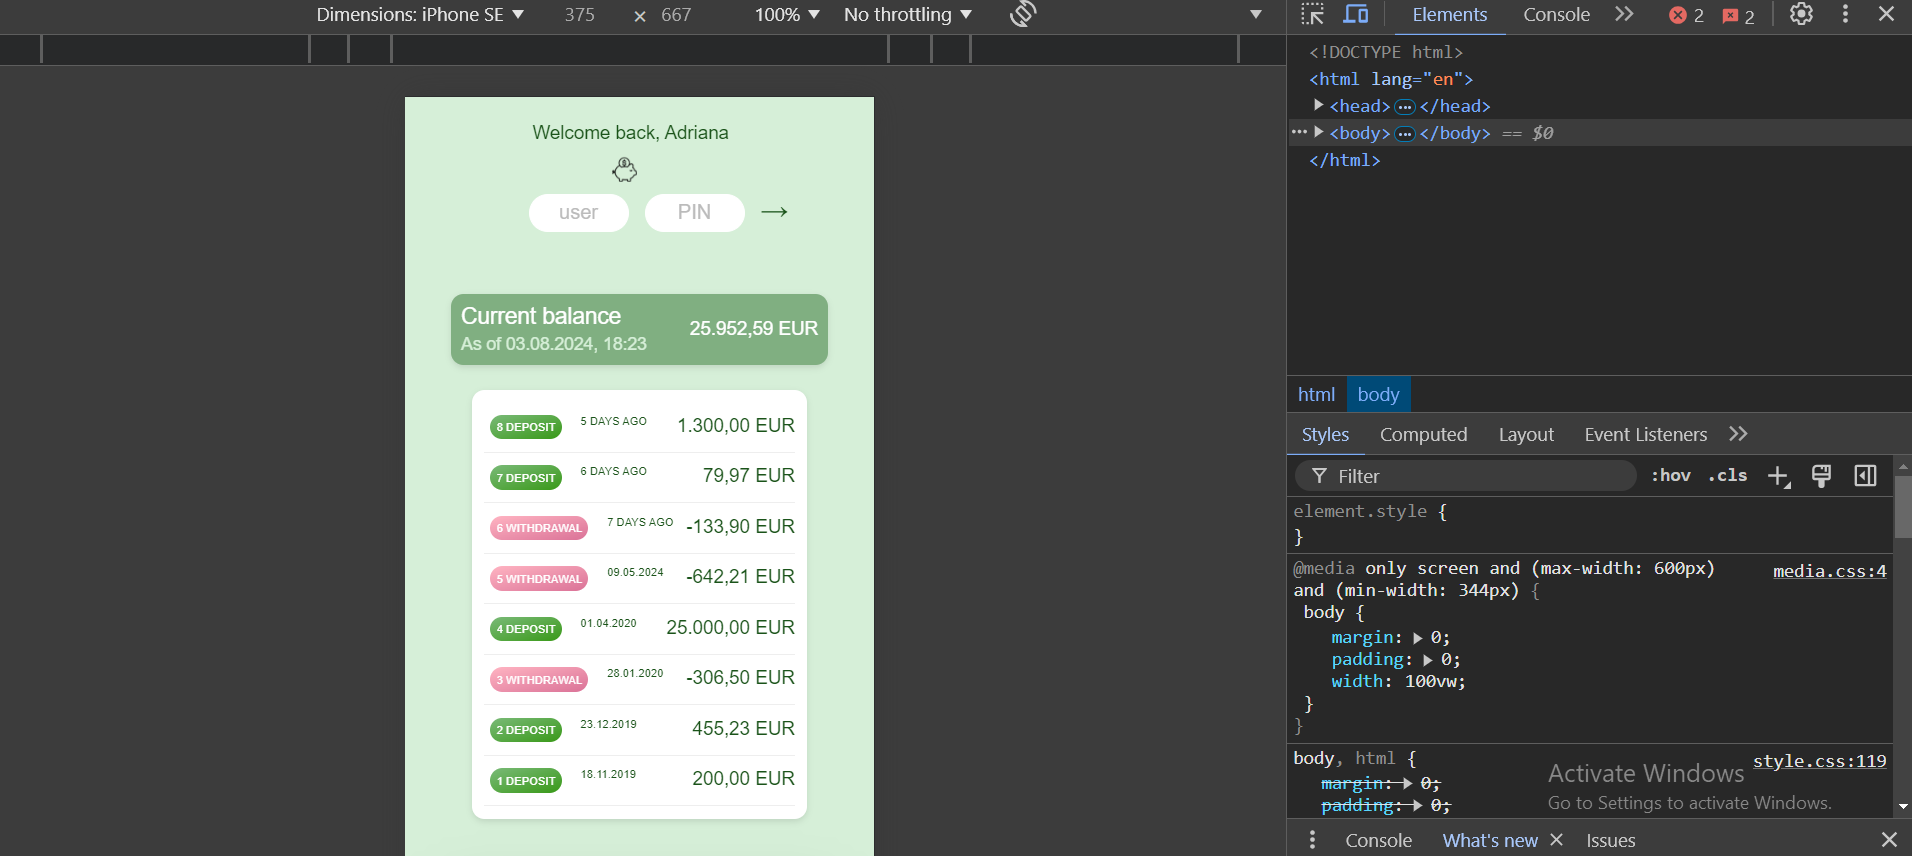 Dimensions: iPhone SE 375 × 667 100% No throttling
Elements Console 2 2
<!DOCTYPE html>
<html lang="en">
<head> </head>
<body> </body> == $0
</html>
Welcome back, Adriana
user PIN →
Current balance
As of 03.08.2024, 18:23
25.952,59 EUR
8 DEPOSIT 5 DAYS AGO 1.300,00 EUR
7 DEPOSIT 6 DAYS AGO 79,97 EUR
6 WITHDRAWAL 7 DAYS AGO -133,90 EUR
5 WITHDRAWAL 09.05.2024 -642,21 EUR
4 DEPOSIT 01.04.2020 25.000,00 EUR
3 WITHDRAWAL 28.01.2020 -306,50 EUR
2 DEPOSIT 23.12.2019 455,23 EUR
1 DEPOSIT 18.11.2019 200,00 EUR
html body
Styles Computed Layout Event Listeners
Filter :hov .cls
element.style {
}
@media only screen and (max-width: 600px) media.css:4
and (min-width: 344px) {
body {
margin: 0;
padding: 0;
width: 100vw;
}
}
body, html { style.css:119
margin: 0;
padding: 0;
Activate Windows
Go to Settings to activate Windows.
Console What's new Issues